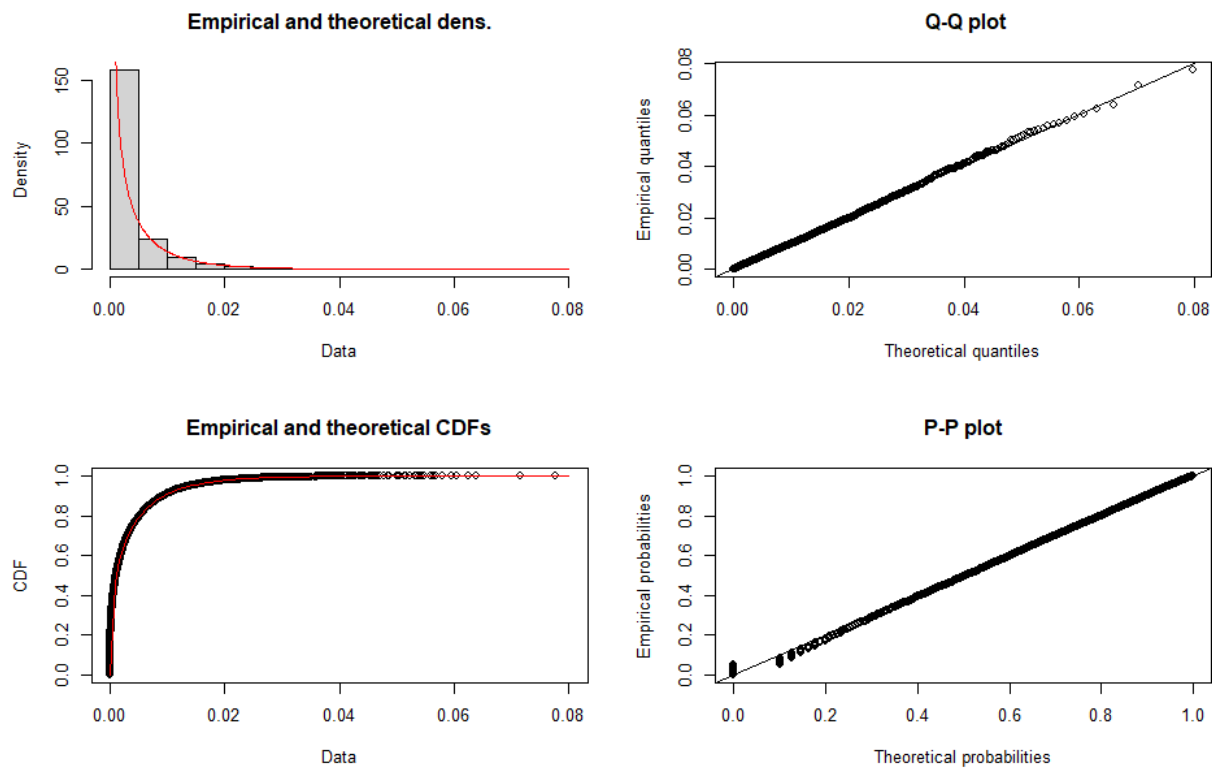 Empirical and theoretical dens.
Density
0 50 100 150
0.00 0.02 0.04 0.06 0.08
Data
Q-Q plot
Empirical quantiles
0.00 0.02 0.04 0.06 0.08
0.00 0.02 0.04 0.06 0.08
Theoretical quantiles
Empirical and theoretical CDFs
CDF
0.0 0.2 0.4 0.6 0.8 1.0
0.00 0.02 0.04 0.06 0.08
Data
P-P plot
Empirical probabilities
0.0 0.2 0.4 0.6 0.8 1.0
0.0 0.2 0.4 0.6 0.8 1.0
Theoretical probabilities